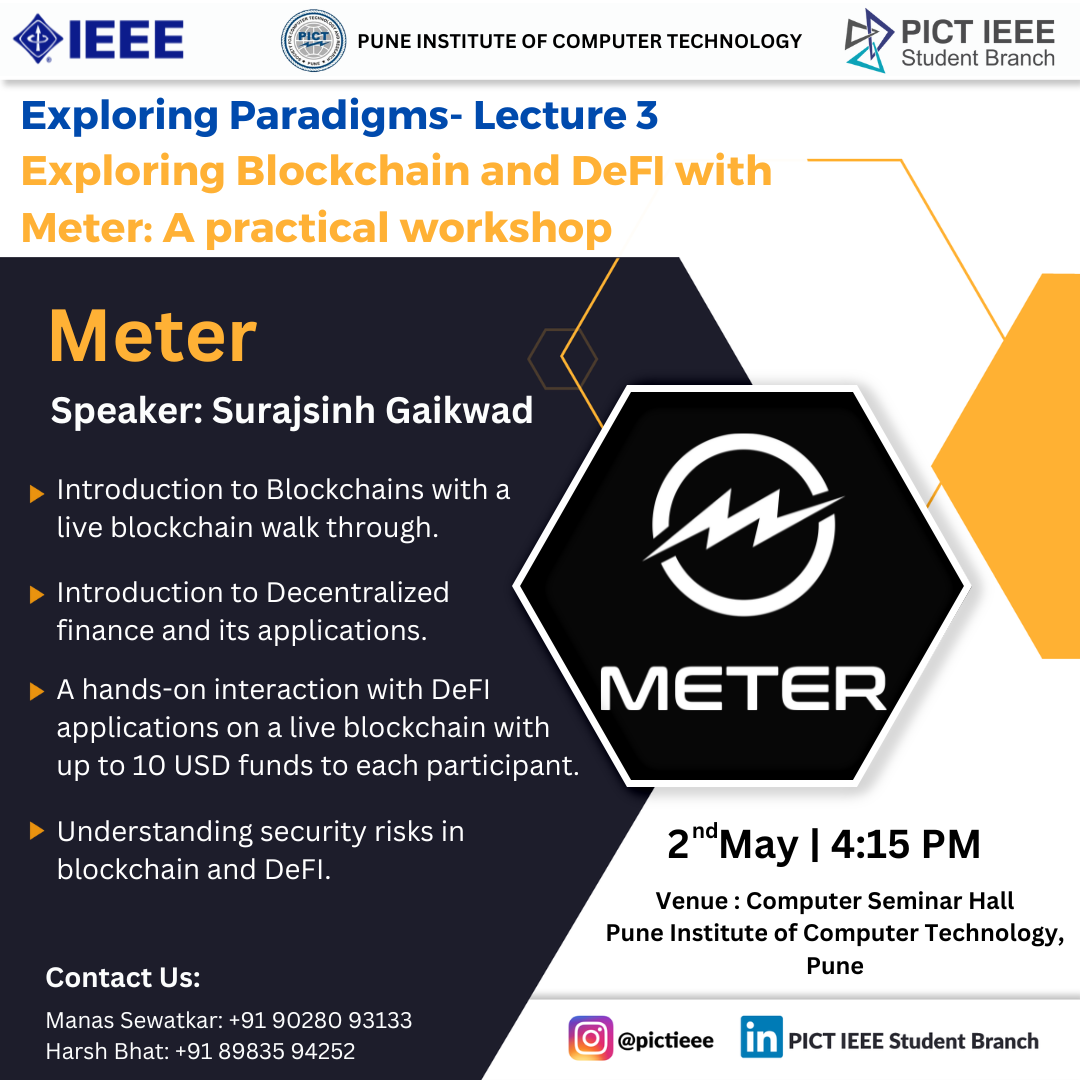 IEEE
PICT
PUNE
PUNE INSTITUTE OF COMPUTER TECHNOLOGY
PICT IEEE
Student Branch
Exploring Paradigms- Lecture 3
Exploring Blockchain and DeFI with
Meter: A practical workshop
Meter
Speaker: Surajsinh Gaikwad
Introduction to Blockchains with a
live blockchain walk through.
Introduction to Decentralized
finance and its applications.
A hands-on interaction with DeFI
applications on a live blockchain with
up to 10 USD funds to each participant.
Understanding security risks in
blockchain and DeFI.
METER
2nd May | 4:15 PM
Venue : Computer Seminar Hall
Pune Institute of Computer Technology,
Pune
Contact Us:
Manas Sewatkar: +91 90280 93133
Harsh Bhat: +91 89835 94252
@pictieee
in PICT IEEE Student Branch